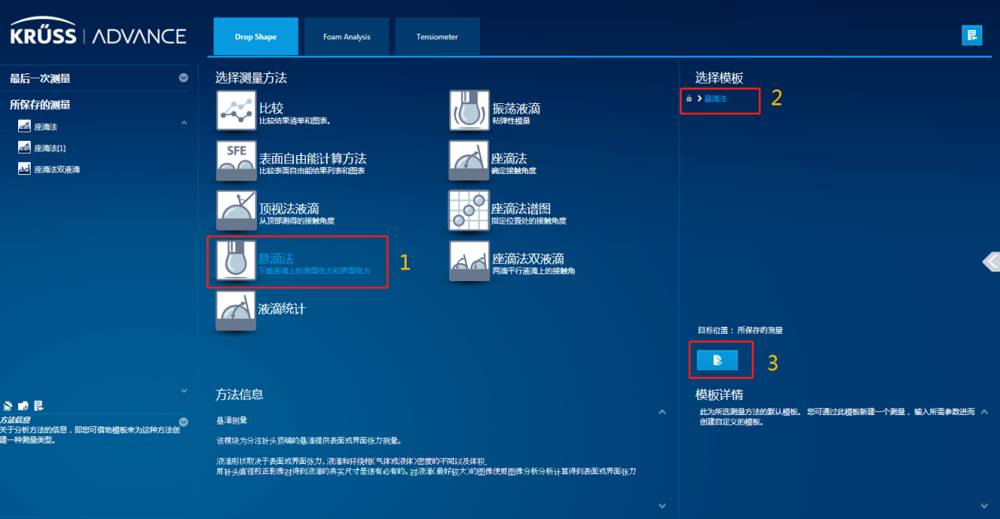 KRÜSS | ADVANCE
Drop Shape
Foam Analysis
Tensiometer
最后一次测量
所保存的测量
座滴法
座滴法[1]
座滴法双液滴
方法信息
关于分析方法的信息，即您可借助模板来为这种方法创
建一种测量类型。
选择测量方法
比较
比较结果清单和图表。
振荡液滴
粘弹性模量
SFE
表面自由能计算方法
比较表面自由能结果列表和图表
座滴法
确定接触角度
顶视法液滴
从顶部测得的接触角度
座滴法谱图
指定位置处的接触角度
悬滴法
下垂液滴上的表面张力和界面张力
1
座滴法双液滴
两滴平行液滴上的接触角
液滴统计
方法信息
悬滴测量
该模块为分注针头顶端的悬滴提供表面或界面张力测量。
液滴形状取决于表面或界面张力, 液滴和环绕相(气体或液体)密度的不同以及体积.
用针头直径校正影像对得到液滴的真实尺寸是很有必有的。对液滴(最好较大)的图像使用图像分析分析计算得到表面或界面张力
选择模板
悬滴法
2
目标位置： 所保存的测量
3
模板详情
此为所选测量方法的默认模板。 您可通过此模板新建一个测量， 输入所需参数进而
创建自定义的模板。